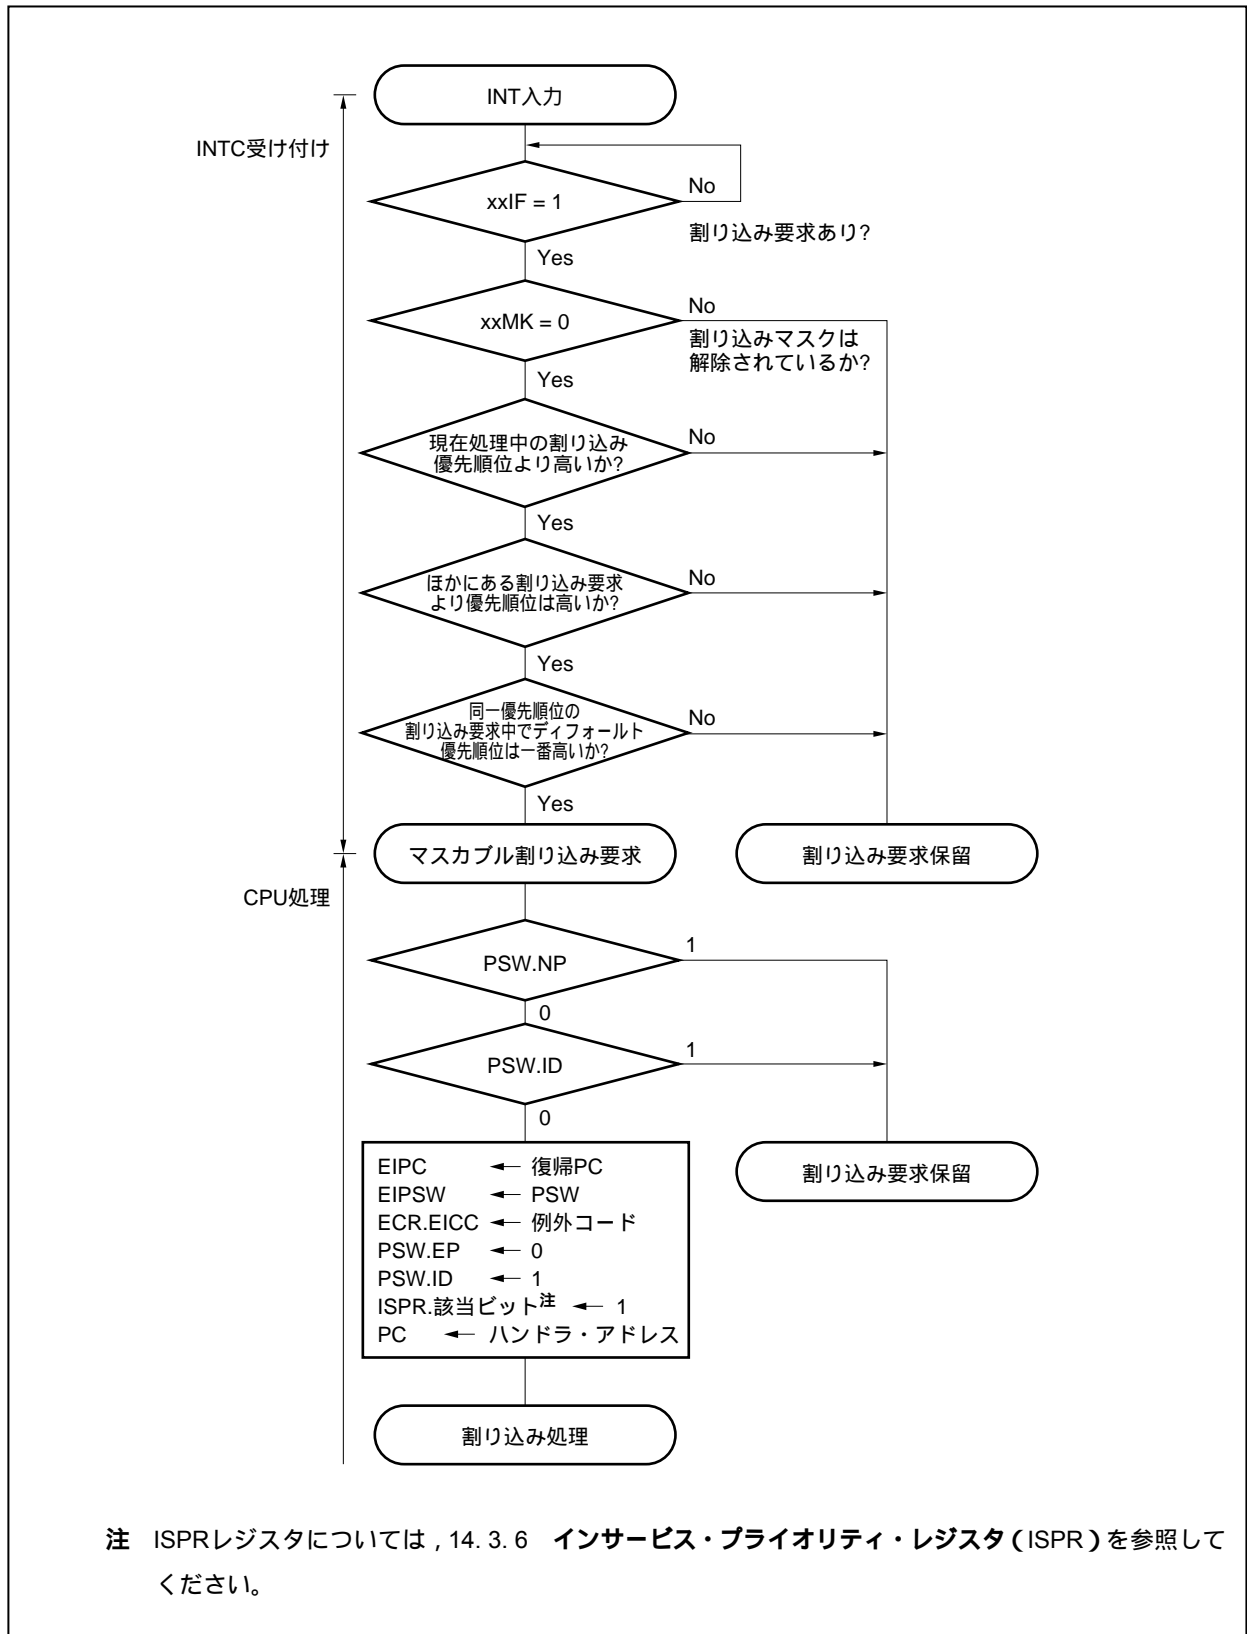 INT入力
INTC受け付け
xxIF = 1
No
割り込み要求あり?
Yes
xxMK = 0
No
割り込みマスクは
解除されているか?
Yes
現在処理中の割り込み
優先順位より高いか?
No
Yes
ほかにある割り込み要求
より優先順位は高いか?
No
Yes
同一優先順位の
割り込み要求中でディフォールト
優先順位は一番高いか?
No
Yes
マスカブル割り込み要求
割り込み要求保留
CPU処理
PSW.NP
1
0
PSW.ID
1
0
EIPC ← 復帰PC
EIPSW ← PSW
ECR.EICC ← 例外コード
PSW.EP ← 0
PSW.ID ← 1
ISPR.該当ビット注 ← 1
PC ← ハンドラ・アドレス
割り込み要求保留
割り込み処理
注 ISPRレジスタについては , 14. 3. 6 インサービス・プライオリティ・レジスタ(ISPR)を参照して
ください。